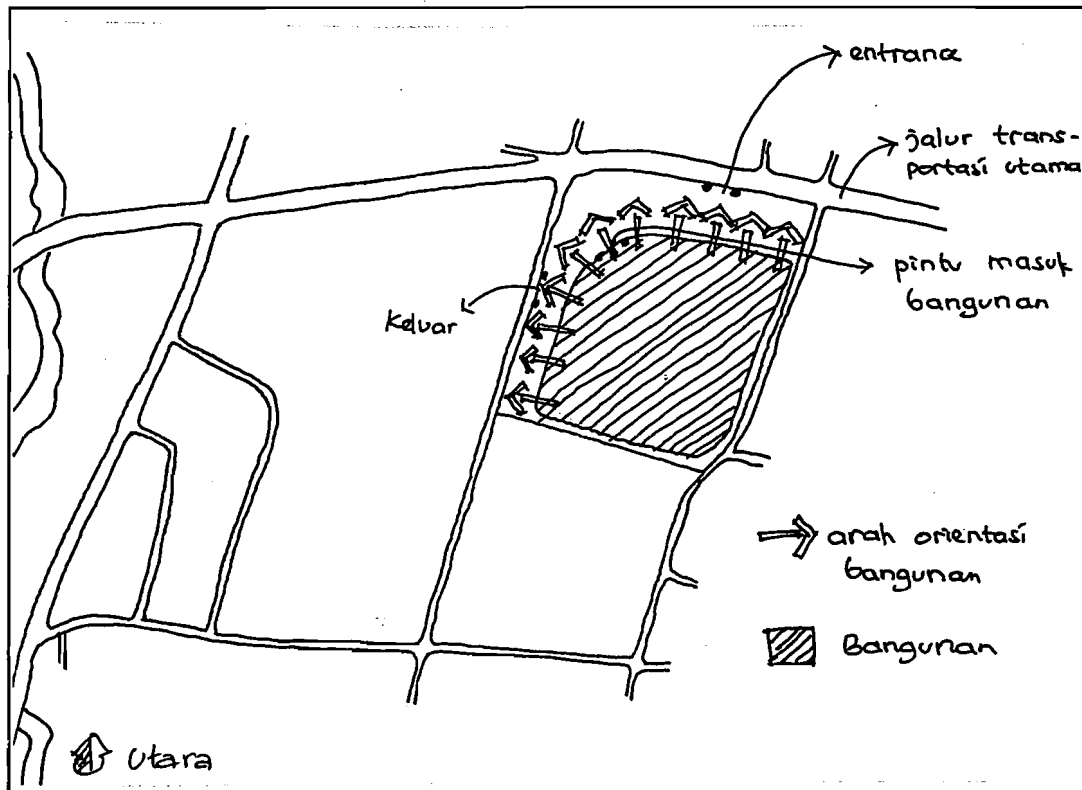 entrance
jalur trans-
portasi utama
pintu masuk
bangunan
Keluar
arah orientasi
bangunan
Bangunan
Utara